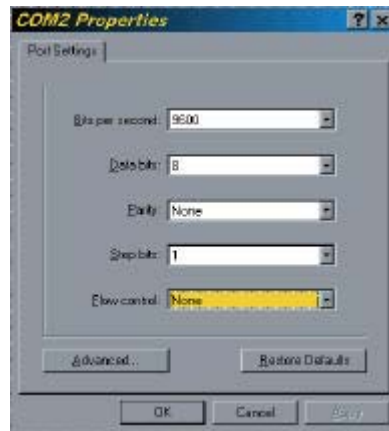 COM2 Properties
Port Settings
Bits per second: 9600
Data bits: 8
Parity: None
Stop bits: 1
Flow control: None
Advanced...
Restore Defaults
OK
Cancel
Apply